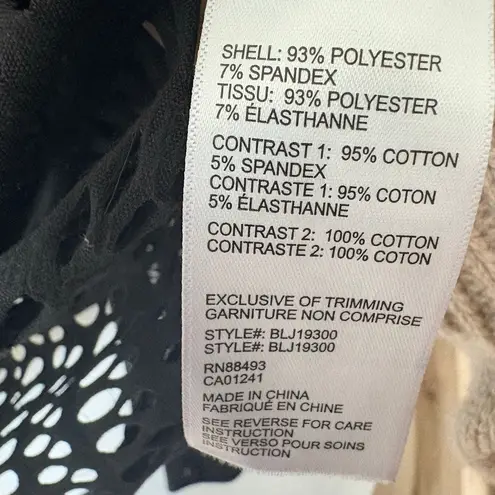 SHELL: 93% POLYESTER
7% SPANDEX
TISSU: 93% POLYESTER
7% ÉLASTHANNE
CONTRAST 1: 95% COTTON
5% SPANDEX
CONTRASTE 1: 95% COTON
5% ÉLASTHANNE
CONTRAST 2: 100% COTTON
CONTRASTE 2: 100% COTON
EXCLUSIVE OF TRIMMING
GARNITURE NON COMPRISE
STYLE#: BLJ19300
STYLE#: BLJ19300
RN88493
CA01241
MADE IN CHINA
FABRIQUÉ EN CHINE
SEE REVERSE FOR CARE
INSTRUCTION
SEE VERSO POUR SOINS
INSTRUCTION